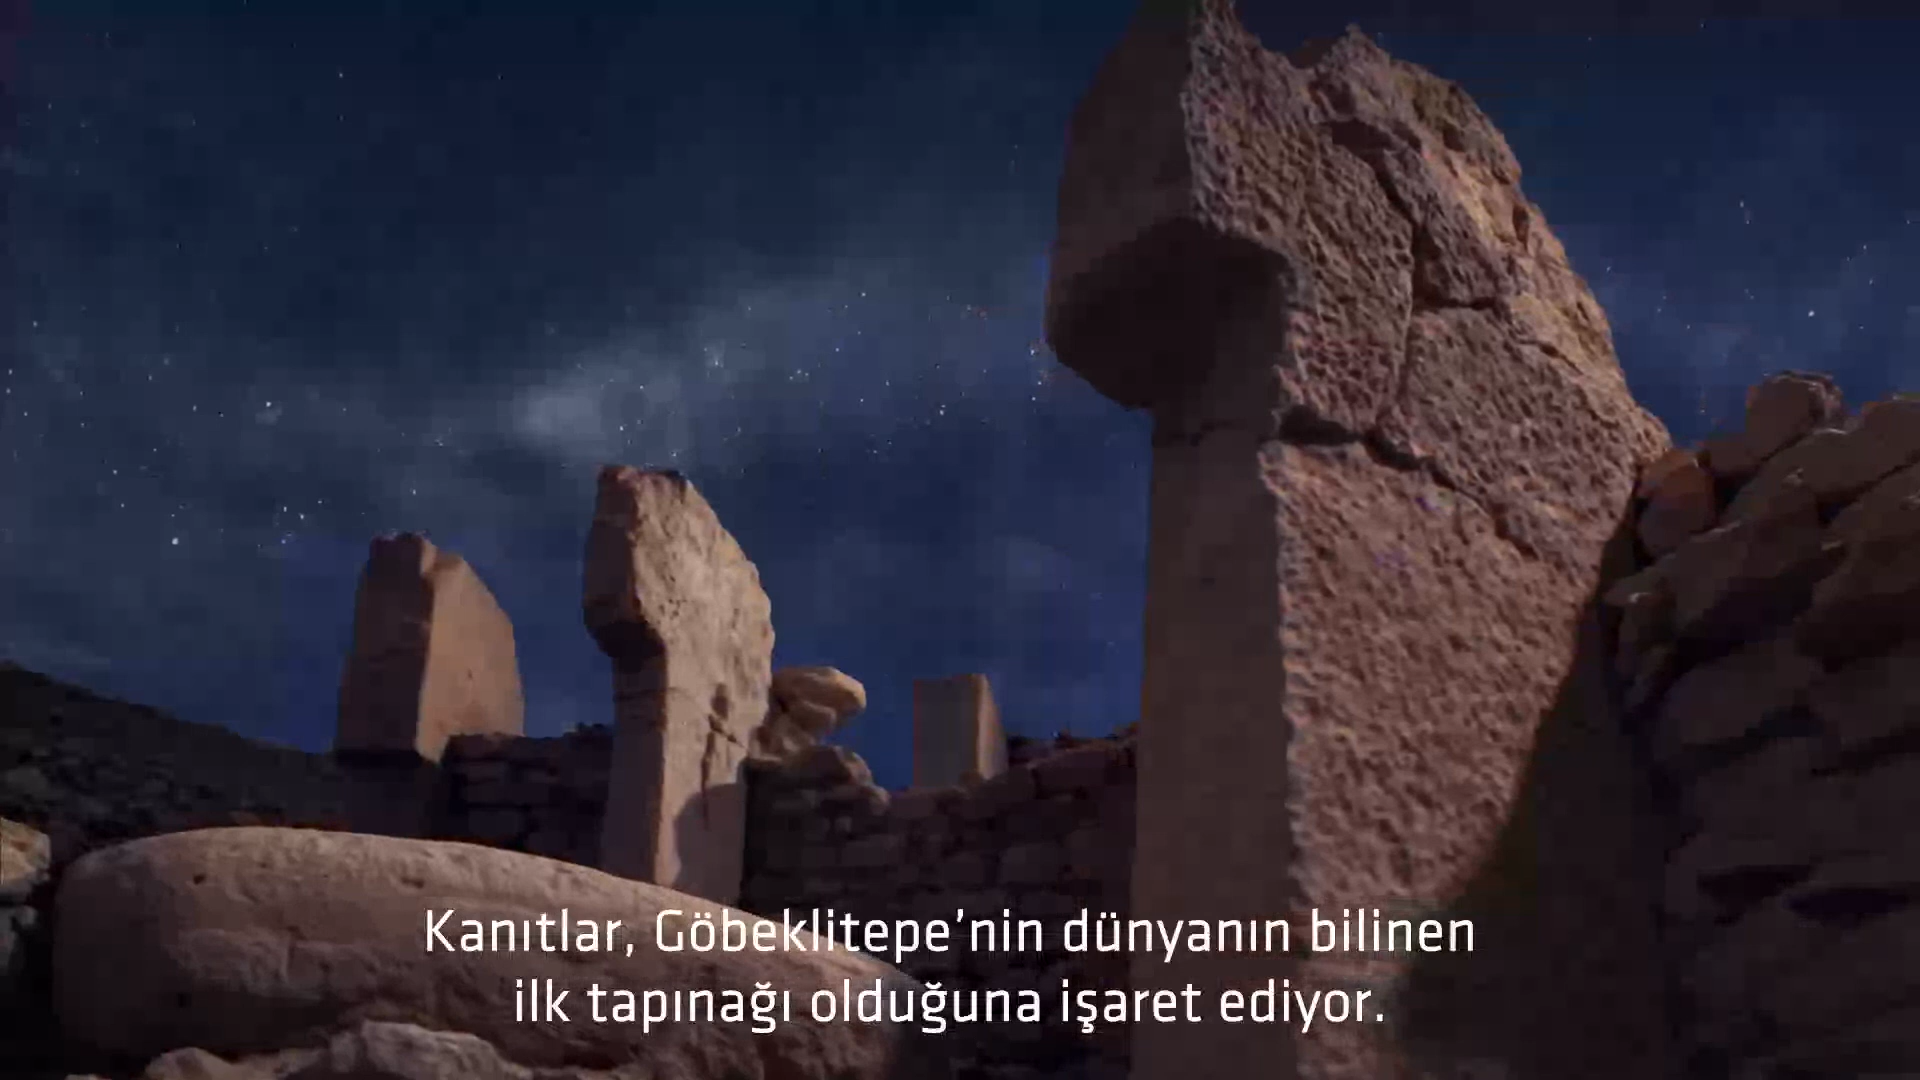 Kanıtlar, Göbeklitepe’nin dünyanın bilinen
ilk tapınağı olduğuna işaret ediyor.